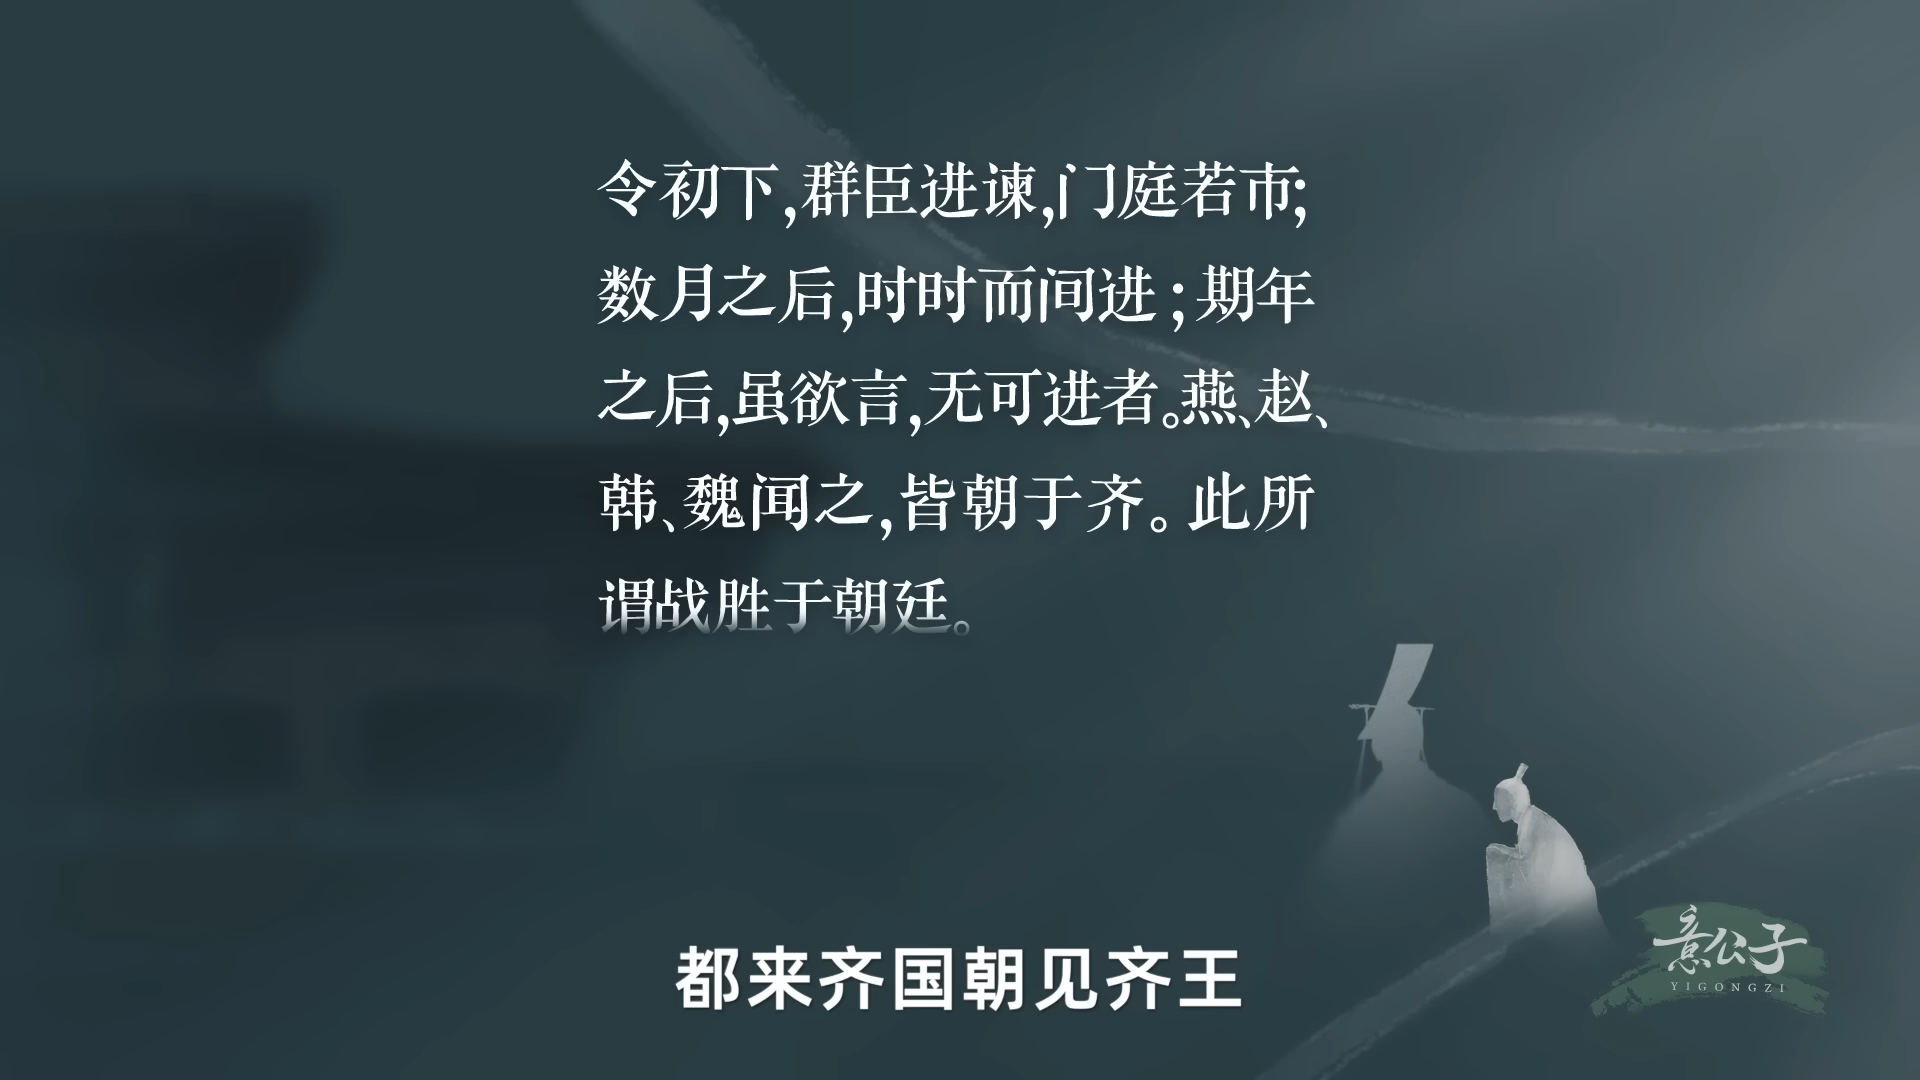 令初下,群臣进谏,门庭若市;
数月之后,时时而间进;期年
之后,虽欲言,无可进者。燕、赵、
韩、魏闻之,皆朝于齐。此所
谓战胜于朝廷。
都来齐国朝见齐王
意公子
YIGONGZI